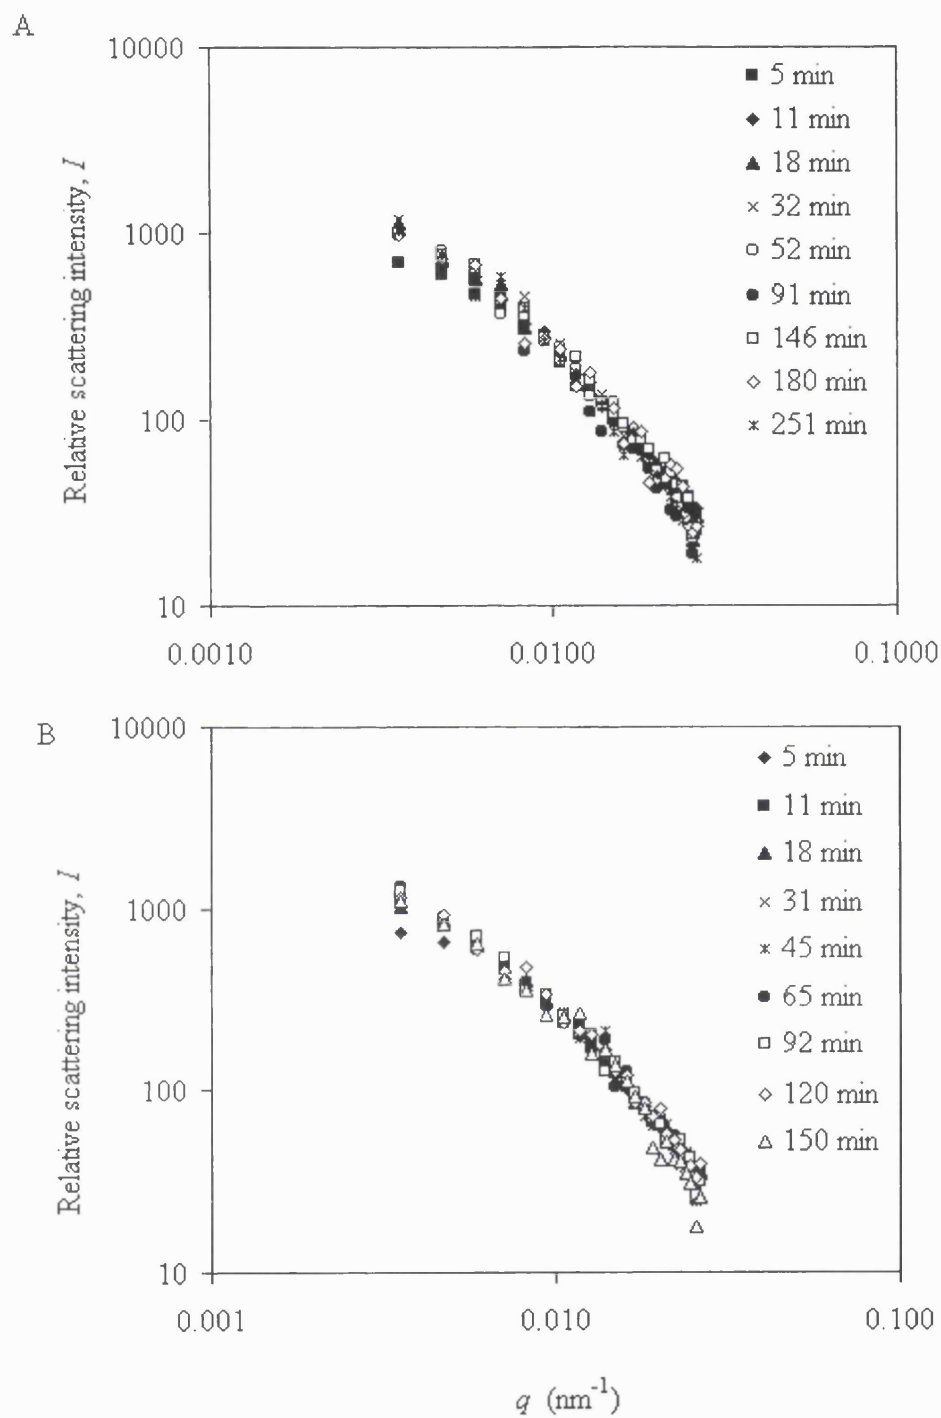 A
10000
1000
100
10
Relative scattering intensity, I
0.0010 0.0100 0.1000
5 min
11 min
18 min
32 min
52 min
91 min
146 min
180 min
251 min
B
10000
1000
100
10
Relative scattering intensity, I
0.001 0.010 0.100
5 min
11 min
18 min
31 min
45 min
65 min
92 min
120 min
150 min
q (nm⁻¹)